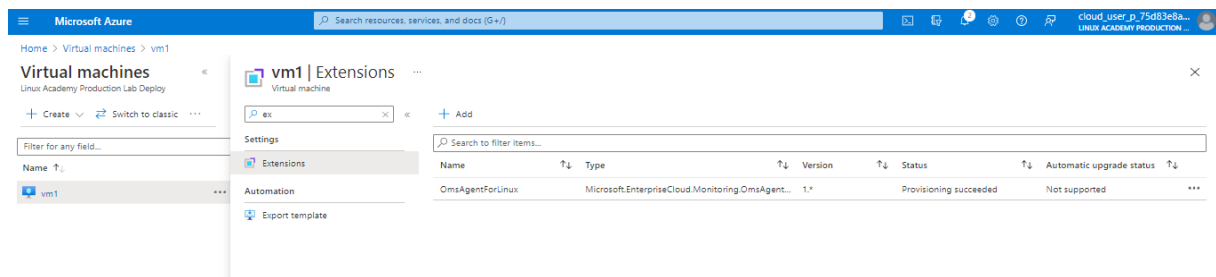 Microsoft Azure
Search resources, services, and docs (G+/)
2
cloud_user_p_75d83e8a...
LINUX ACADEMY PRODUCTION ...
Home > Virtual machines > vm1
Virtual machines
Linux Academy Production Lab Deploy
+ Create
Switch to classic
...
Filter for any field...
Name ↑↓
vm1
...
vm1 | Extensions ...
Virtual machine
ex
Settings
Extensions
Automation
Export template
+ Add
Search to filter items...
Name ↑↓ Type ↑↓ Version ↑↓ Status ↑↓ Automatic upgrade status ↑↓
OmsAgentForLinux Microsoft.EnterpriseCloud.Monitoring.OmsAgent... 1.* Provisioning succeeded Not supported ...